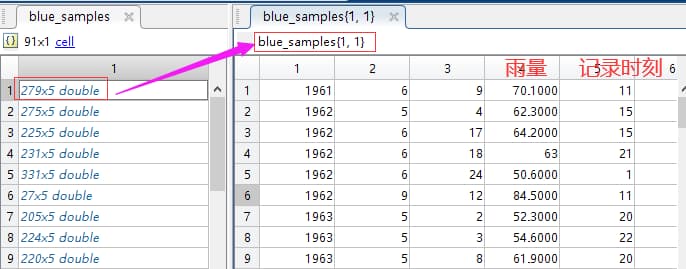 blue_samples
blue_samples{1, 1}
91x1 cell
blue_samples{1, 1}
1
1 2 3 雨量 记录时刻 6
1 279x5 double
2 275x5 double
3 225x5 double
4 231x5 double
5 331x5 double
6 27x5 double
7 205x5 double
8 224x5 double
9 220x5 double
1 1961 6 9 70.1000 11
2 1962 5 4 62.3000 15
3 1962 6 17 64.2000 15
4 1962 6 18 63 21
5 1962 6 24 50.6000 1
6 1962 9 12 84.5000 11
7 1963 5 2 52.3000 20
8 1963 5 3 54.6000 22
9 1963 5 8 61.9000 20